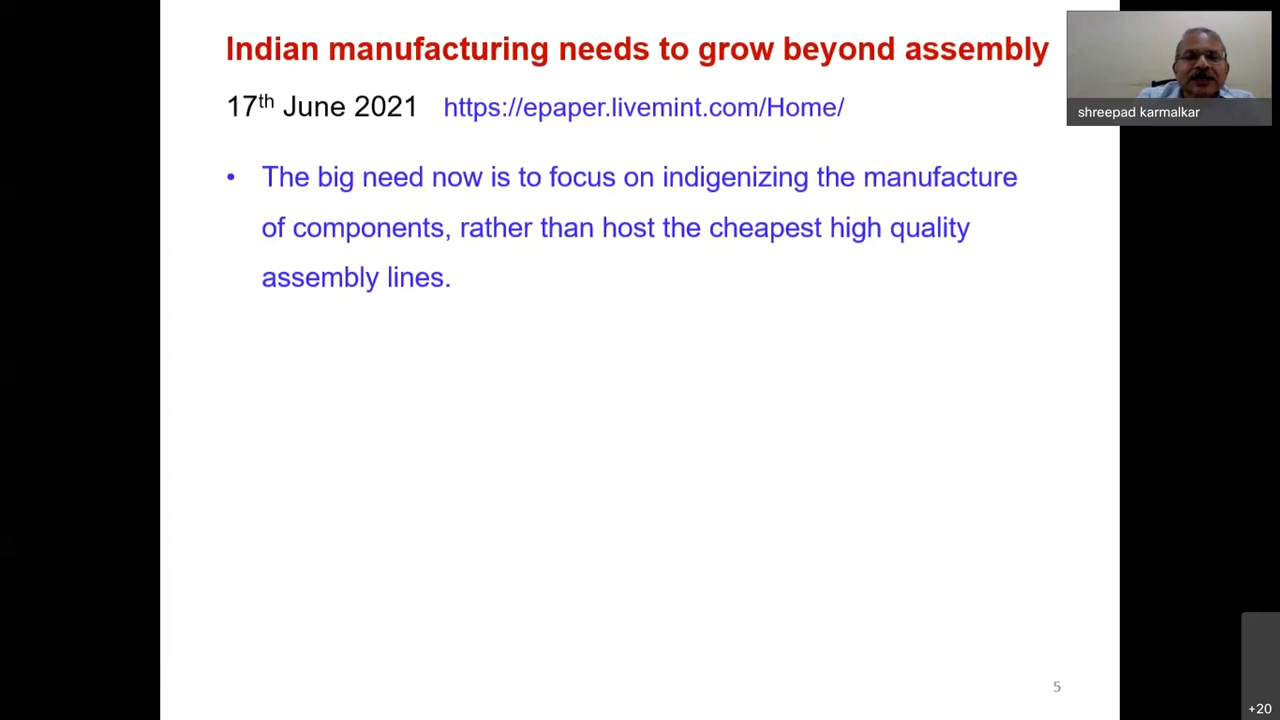 Indian manufacturing needs to grow beyond assembly
17th June 2021 https://epaper.livemint.com/Home/
• The big need now is to focus on indigenizing the manufacture
of components, rather than host the cheapest high quality
assembly lines.
shreepad karmalkar
5
+20